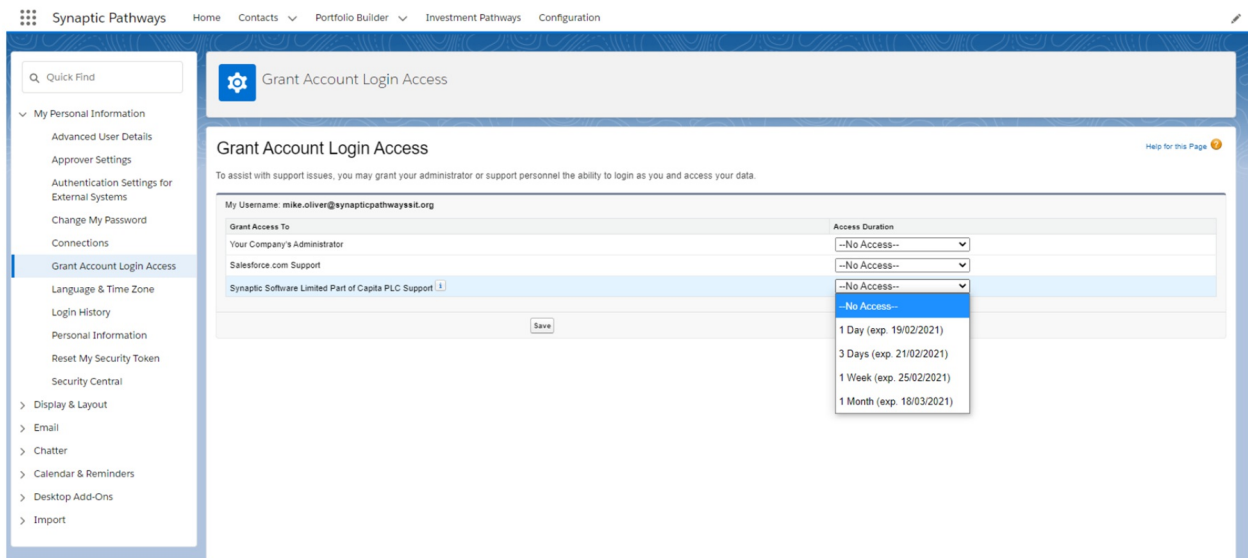 Synaptic Pathways Home Contacts Portfolio Builder Investment Pathways Configuration
Quick Find
My Personal Information
Advanced User Details
Approver Settings
Authentication Settings for
External Systems
Change My Password
Connections
Grant Account Login Access
Language & Time Zone
Login History
Personal Information
Reset My Security Token
Security Central
Display & Layout
Email
Chatter
Calendar & Reminders
Desktop Add-Ons
Import
Grant Account Login Access
Grant Account Login Access
Help for this Page ?
To assist with support issues, you may grant your administrator or support personnel the ability to login as you and access your data.
My Username: mike.oliver@synapticpathwayssit.org
Grant Access To Access Duration
Your Company's Administrator --No Access--
Salesforce.com Support --No Access--
Synaptic Software Limited Part of Capita PLC Support i --No Access--
--No Access--
1 Day (exp. 19/02/2021)
3 Days (exp. 21/02/2021)
1 Week (exp. 25/02/2021)
1 Month (exp. 18/03/2021)
Save